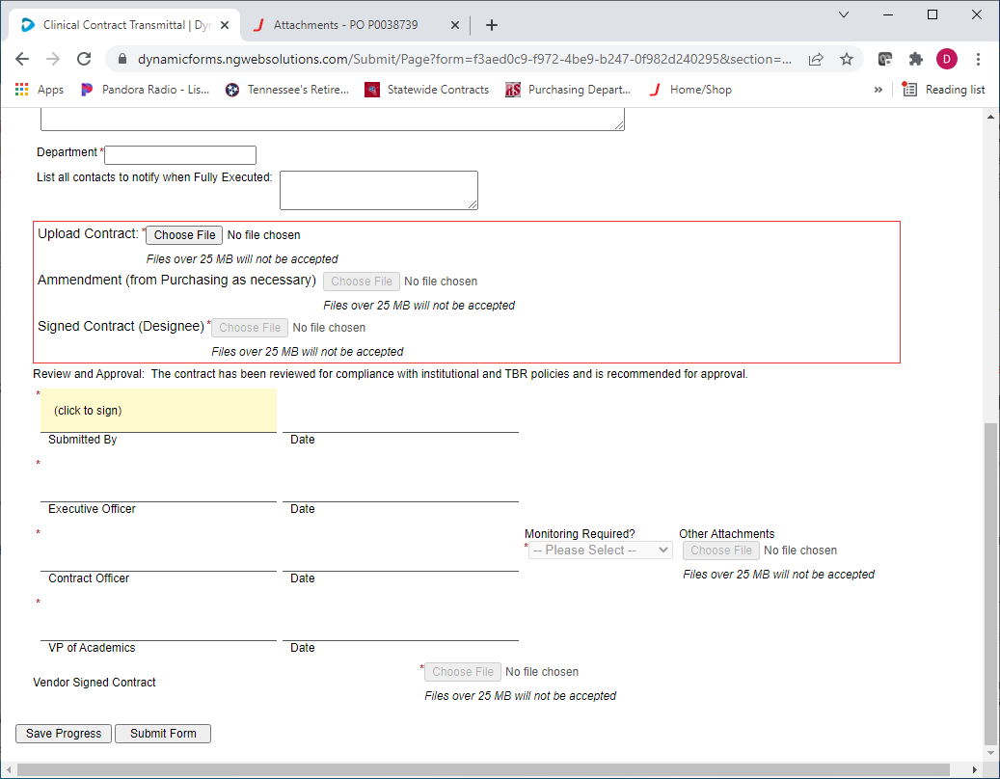 Clinical Contract Transmittal | Dyn
Attachments - PO P0038739
dynamicforms.ngwebsolutions.com/Submit/Page?form=f3aed0c9-f972-4be9-b247-0f982d240295&section=...
D
Apps
Pandora Radio - Lis...
Tennessee's Retire...
Statewide Contracts
Purchasing Depart...
Home/Shop
»
Reading list
Department *
List all contacts to notify when Fully Executed:
Upload Contract: * Choose File No file chosen
Files over 25 MB will not be accepted
Ammendment (from Purchasing as necessary) Choose File No file chosen
Files over 25 MB will not be accepted
Signed Contract (Designee) * Choose File No file chosen
Files over 25 MB will not be accepted
Review and Approval: The contract has been reviewed for compliance with institutional and TBR policies and is recommended for approval.
*
(click to sign)
Submitted By Date
*
Executive Officer Date
*
Monitoring Required? Other Attachments
* -- Please Select -- Choose File No file chosen
Files over 25 MB will not be accepted
Contract Officer Date
*
VP of Academics Date
* Choose File No file chosen
Vendor Signed Contract
Files over 25 MB will not be accepted
Save Progress Submit Form